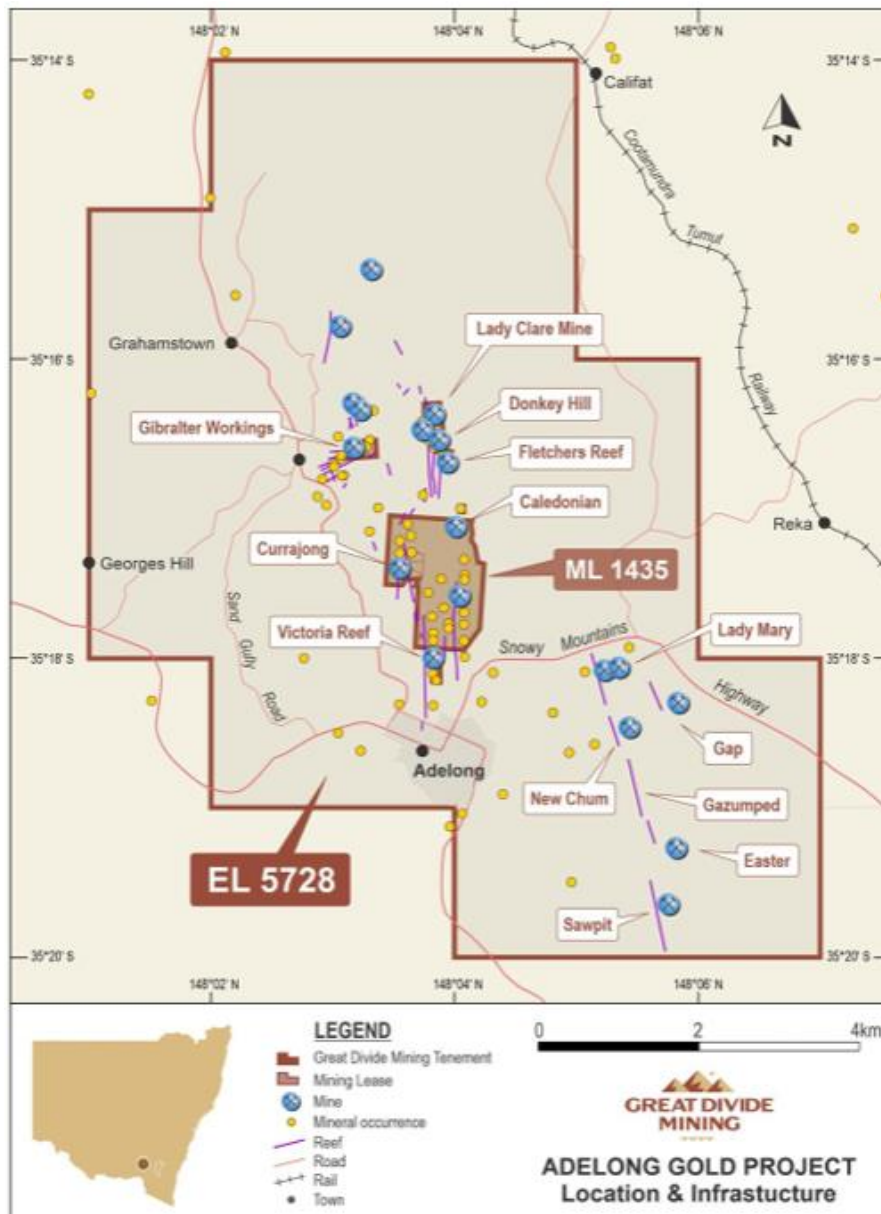 148°02' N
148°04' N
148°06' N
35°14' S
35°14' S
Califat
N
Cootamundra
Tumut
Railway
Grahamstown
35°16' S
35°16' S
Lady Clare Mine
Donkey Hill
Gibralter Workings
Fletchers Reef
Caledonian
Reka
Currajong
Georges Hill
ML 1435
Sand Gully Road
Victoria Reef
Snowy Mountains Highway
Lady Mary
35°18' S
35°18' S
Gap
Adelong
New Chum
Gazumped
EL 5728
Easter
Sawpit
35°20' S
35°20' S
148°02' N
148°04' N
148°06' N
LEGEND
Great Divide Mining Tenement
Mining Lease
Mine
Mineral occurrence
Reef
Road
Rail
Town
0 2 4km
GREAT DIVIDE
MINING
ADELONG GOLD PROJECT
Location & Infrastucture